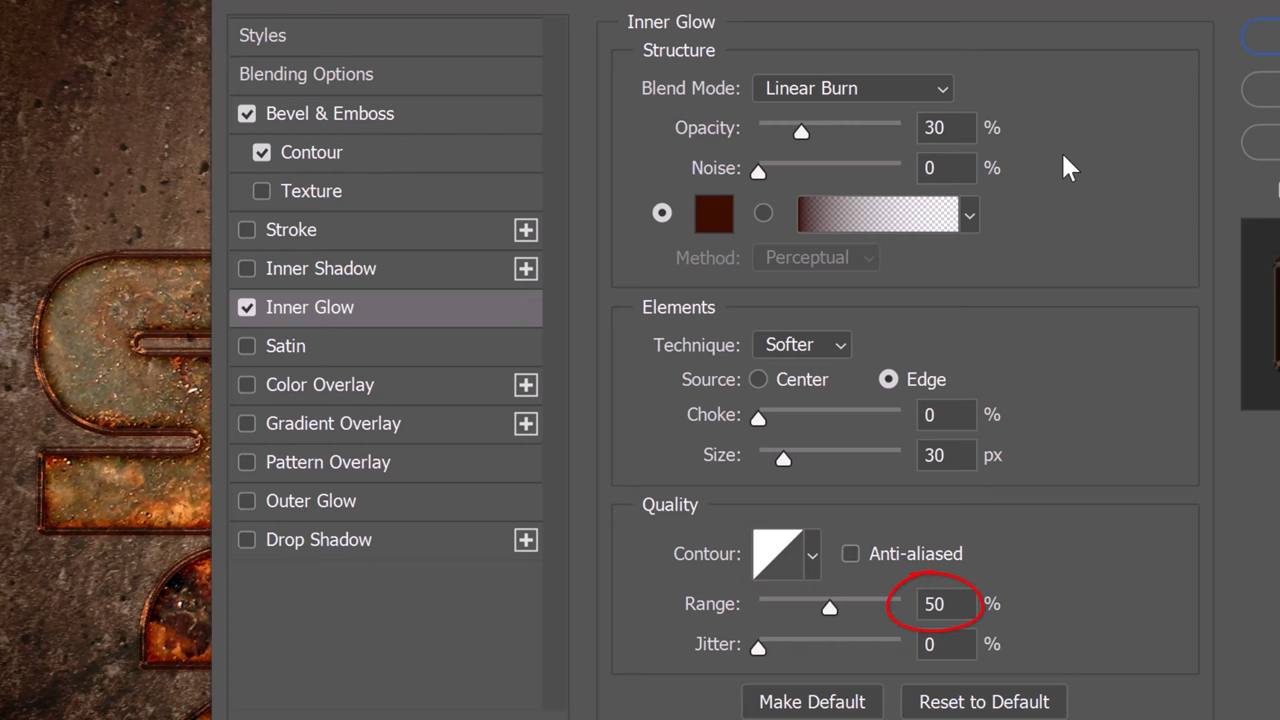 Styles
Blending Options
Bevel & Emboss
Contour
Texture
Stroke
Inner Shadow
Inner Glow
Satin
Color Overlay
Gradient Overlay
Pattern Overlay
Outer Glow
Drop Shadow
Inner Glow
Structure
Blend Mode: Linear Burn
Opacity: 30 %
Noise: 0 %
Method: Perceptual
Elements
Technique: Softer
Source: Center Edge
Choke: 0 %
Size: 30 px
Quality
Contour: Anti-aliased
Range: 50 %
Jitter: 0 %
Make Default Reset to Default